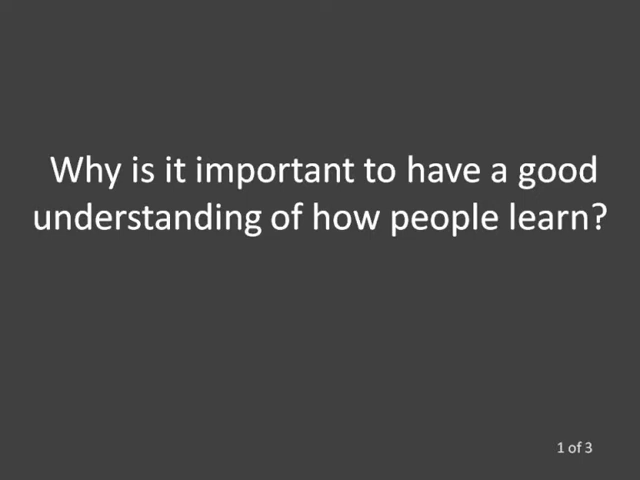 Why is it important to have a good
understanding of how people learn?
1 of 3